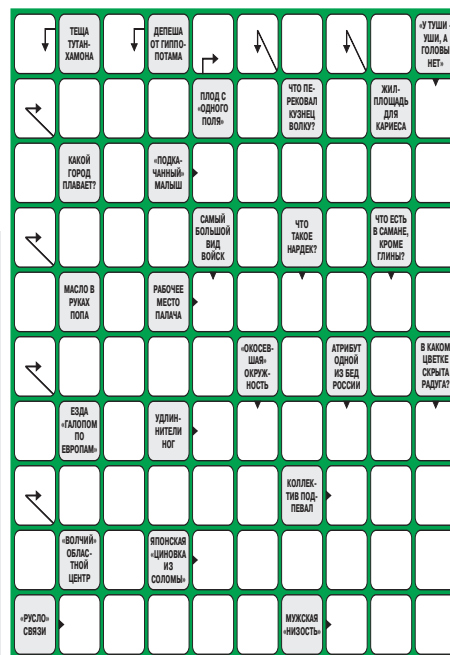 ТЕЩА
ТУТАН-
ХАМОНА
ДЕПЕША
ОТ ГИППО-
ПОТАМА
«У ТУШИ -
УШИ, А
ГОЛОВЫ
НЕТ»
ПЛОД С
«ОДНОГО
ПОЛЯ»
ЧТО ПЕ-
РЕКОВАЛ
КУЗНЕЦ
ВОЛКУ?
ЖИЛ-
ПЛОЩАДЬ
ДЛЯ
КАРИЕСА
КАКОЙ
ГОРОД
ПЛАВАЕТ?
«ПОДКА-
ЧАННЫЙ»
МАЛЫШ
САМЫЙ
БОЛЬШОЙ
ВИД
ВОЙСК
ЧТО
ТАКОЕ
НАРДЕК?
ЧТО ЕСТЬ
В САМАНЕ,
КРОМЕ
ГЛИНЫ?
МАСЛО В
РУКАХ
ПОПА
РАБОЧЕЕ
МЕСТО
ПАЛАЧА
«ОКОСЕВ-
ШАЯ»
ОКРУЖ-
НОСТЬ
АТРИБУТ
ОДНОЙ
ИЗ БЕД
РОССИИ
В КАКОМ
ЦВЕТКЕ
СКРЫТА
РАДУГА?
ЕЗДА
«ГАЛОПОМ
ПО
ЕВРОПАМ»
УДЛИН-
НИТЕЛИ
НОГ
КОЛЛЕК-
ТИВ ПОД-
ПЕВАЛ
«ВОЛЧИЙ»
ОБЛАС-
ТНОЙ
ЦЕНТР
ЯПОНСКАЯ
«ЦИНОВКА
ИЗ
СОЛОМЫ»
«РУСЛО»
СВЯЗИ
МУЖСКАЯ
«НИЗОСТЬ»